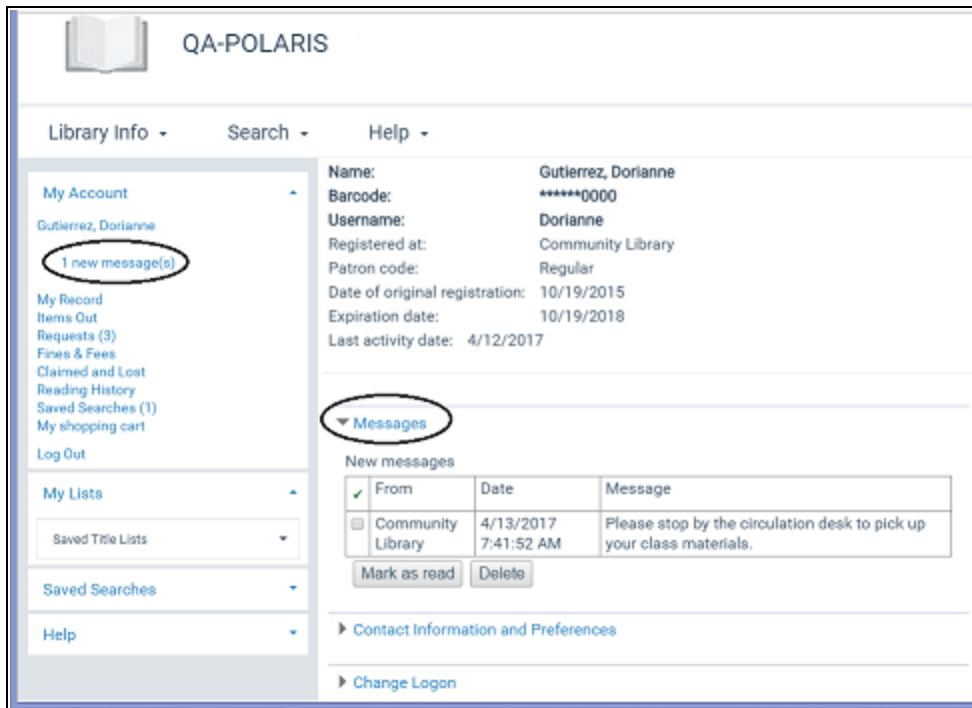 QA-POLARIS
Library Info Search Help
My Account
Gutierrez, Dorianne
1 new message(s)
My Record
Items Out
Requests (3)
Fines & Fees
Claimed and Lost
Reading History
Saved Searches (1)
My shopping cart
Log Out
My Lists
Saved Title Lists
Saved Searches
Help
Name: Gutierrez, Dorianne
Barcode: ******0000
Username: Dorianne
Registered at: Community Library
Patron code: Regular
Date of original registration: 10/19/2015
Expiration date: 10/19/2018
Last activity date: 4/12/2017
Messages
New messages
From Date Message
Community 4/13/2017 Please stop by the circulation desk to pick up
Library 7:41:52 AM your class materials.
Mark as read Delete
Contact Information and Preferences
Change Logon